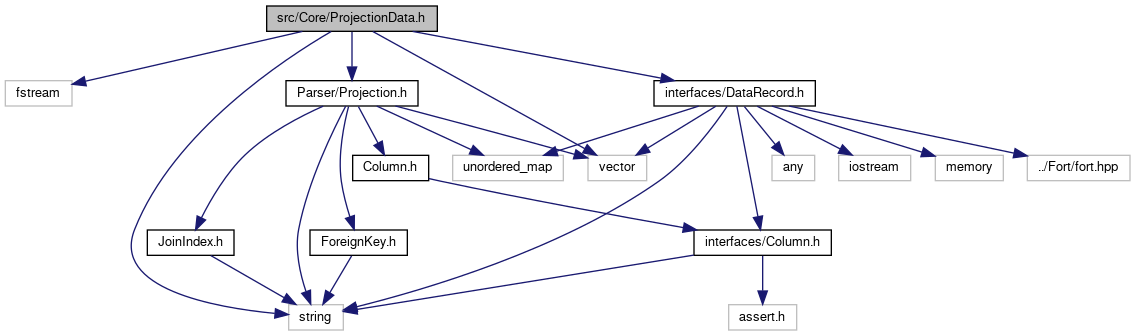 src/Core/ProjectionData.h
fstream
Parser/Projection.h
interfaces/DataRecord.h
Column.h
unordered_map
vector
any
iostream
memory
../Fort/fort.hpp
JoinIndex.h
ForeignKey.h
interfaces/Column.h
string
assert.h